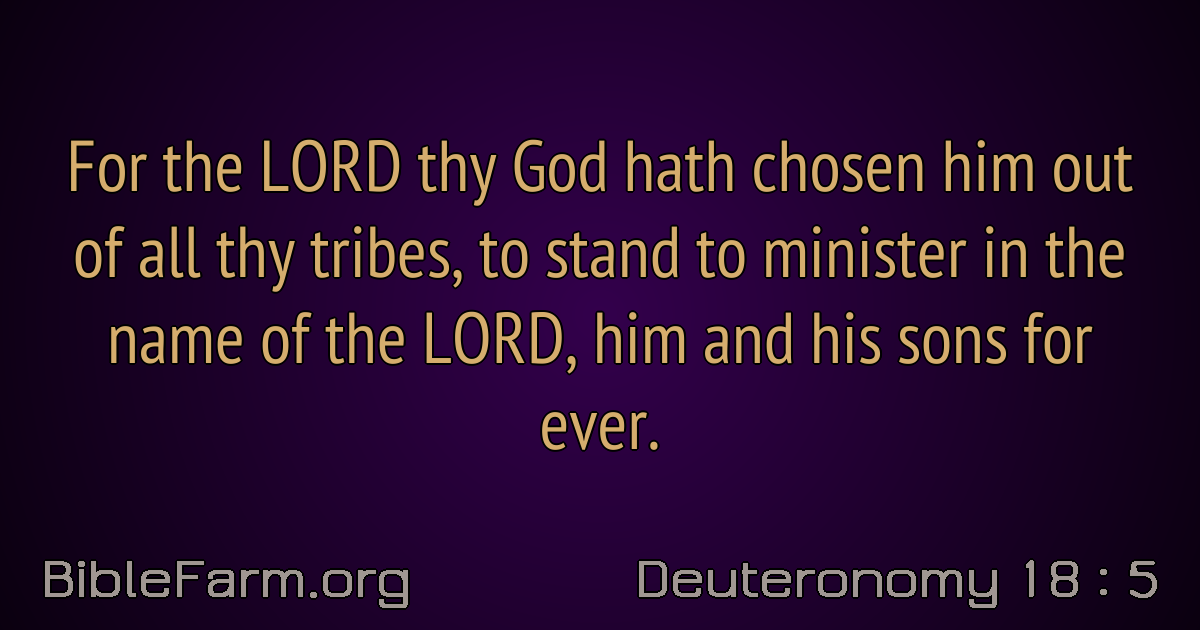 For the LORD thy God hath chosen him out
of all thy tribes, to stand to minister in the
name of the LORD, him and his sons for
ever.
BibleFarm.org
Deuteronomy 18 : 5